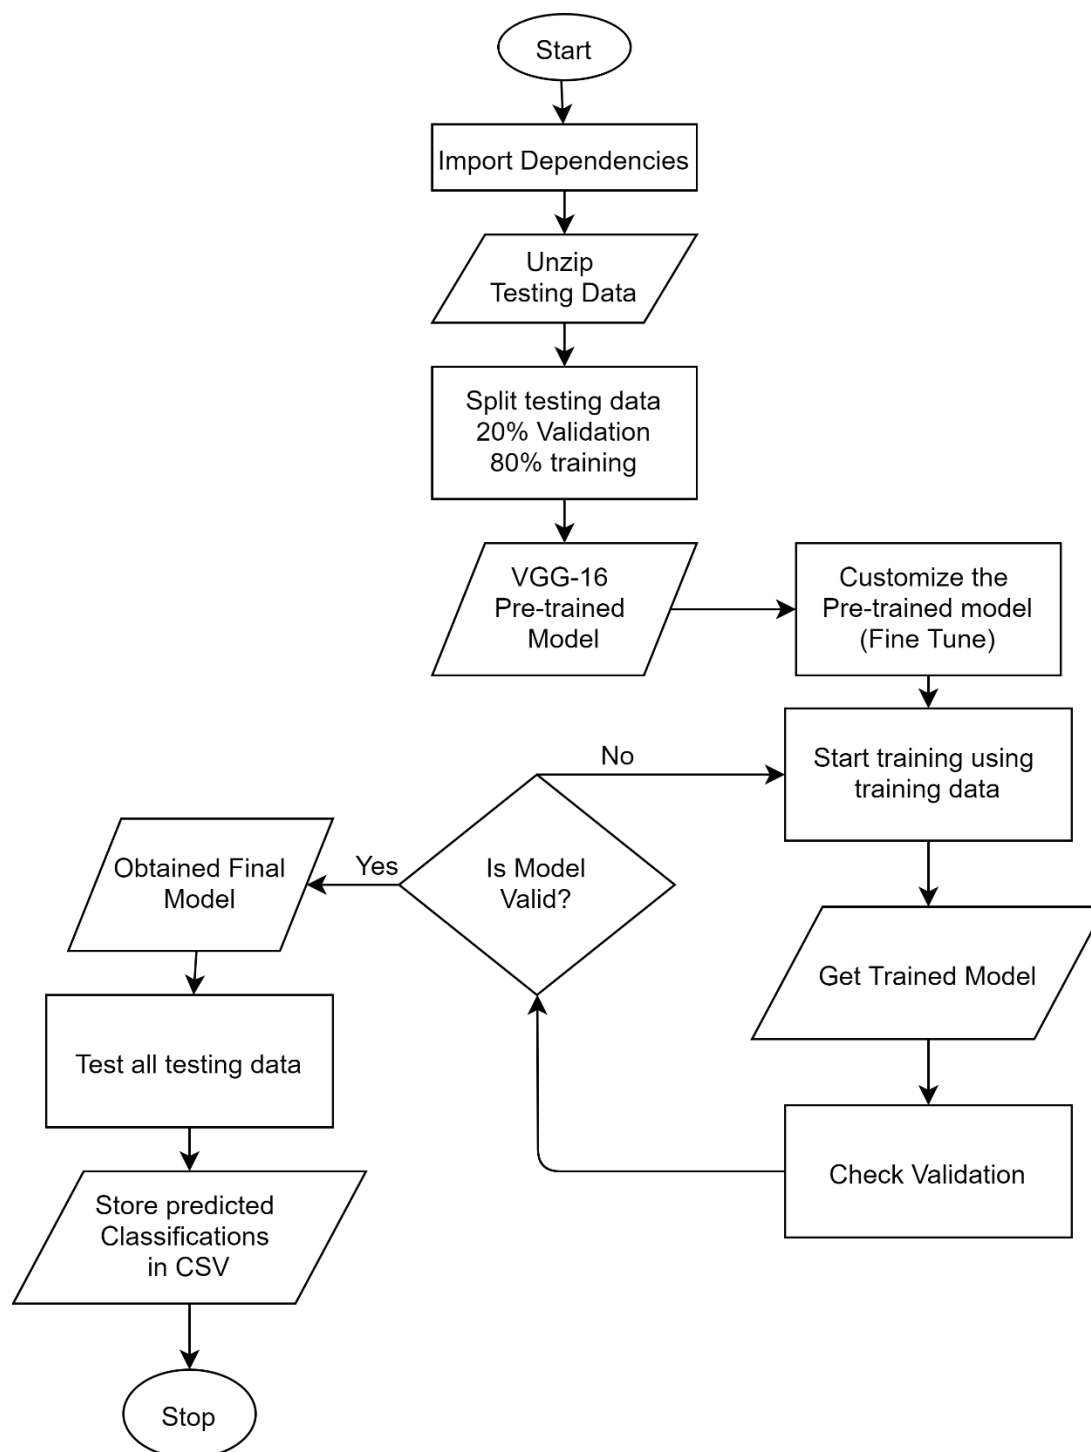 Start
Import Dependencies
Unzip
Testing Data
Split testing data
20% Validation
80% training
VGG-16
Pre-trained
Model
Customize the
Pre-trained model
(Fine Tune)
Start training using
training data
No
Is Model
Valid?
Yes
Obtained Final
Model
Get Trained Model
Test all testing data
Check Validation
Store predicted
Classifications
in CSV
Stop